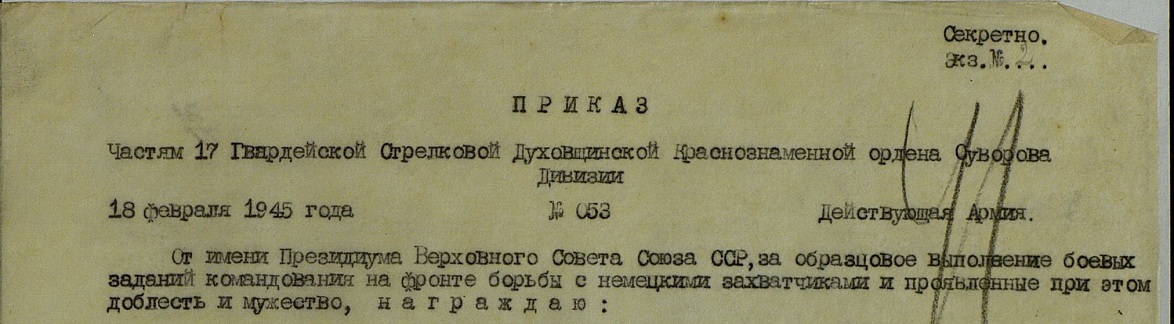 Секретно.
экз.№ 2....
ПРИКАЗ
Частям 17 Гвардейской Стрелковой Духовщинской Краснознаменной ордена Суворова
Дивизии
18 февраля 1945 года № 053 Действующая Армия.
От имени Президиума Верховного Совета Союза ССР, за образцовое выполнение боевых
заданий командования на фронте борьбы с немецкими захватчиками и проявленные при этом
доблесть и мужество, награждаю: